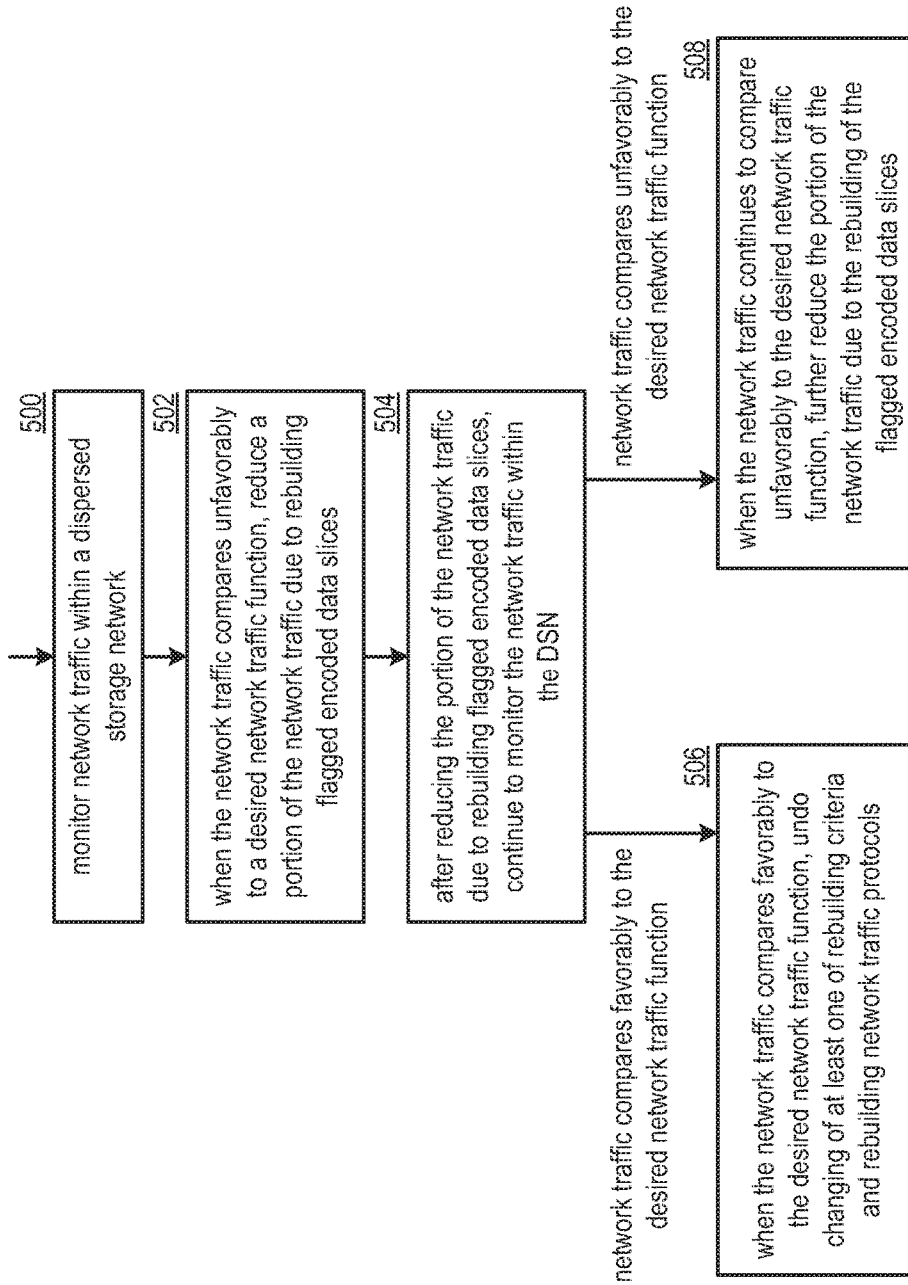 500
monitor network traffic within a dispersed
storage network
502
when the network traffic compares unfavorably
to a desired network traffic function, reduce a
portion of the network traffic due to rebuilding
flagged encoded data slices
504
after reducing the portion of the network traffic
due to rebuilding flagged encoded data slices,
continue to monitor the network traffic within
the DSN
network traffic compares favorably to the
desired network traffic function
506
when the network traffic compares favorably to
the desired network traffic function, undo
changing of at least one of rebuilding criteria
and rebuilding network traffic protocols
network traffic compares unfavorably to the
desired network traffic function
508
when the network traffic continues to compare
unfavorably to the desired network traffic
function, further reduce the portion of the
network traffic due to the rebuilding of the
flagged encoded data slices